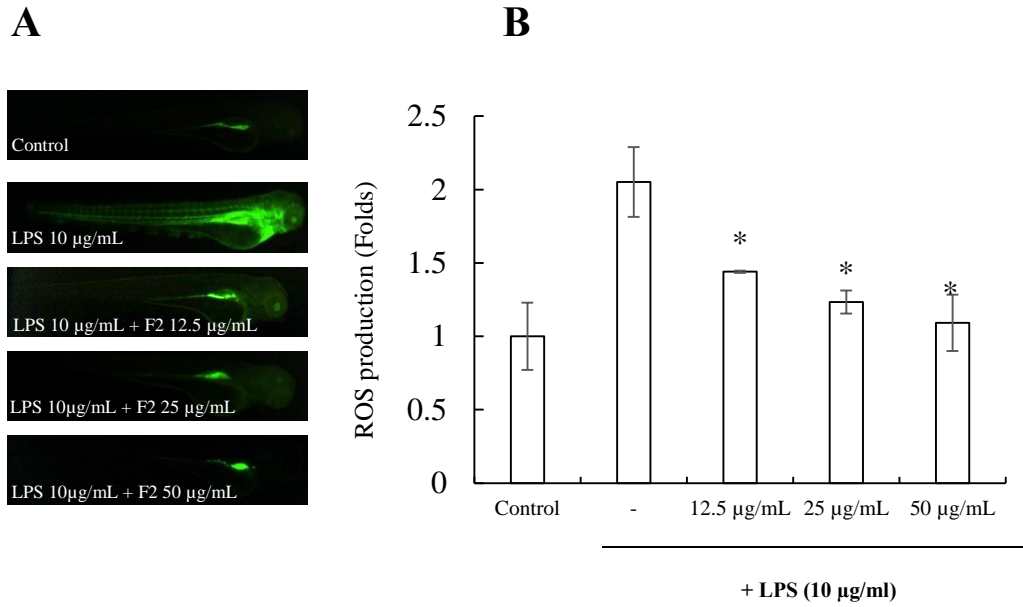 A
B
Control
LPS 10 µg/mL
LPS 10 µg/mL + F2 12.5 µg/mL
LPS 10µg/mL + F2 25 µg/mL
LPS 10µg/mL + F2 50 µg/mL
ROS production (Folds)
2.5
2
1.5
1
0.5
0
*
*
*
Control
-
12.5 µg/mL
25 µg/mL
50 µg/mL
+ LPS (10 µg/ml)